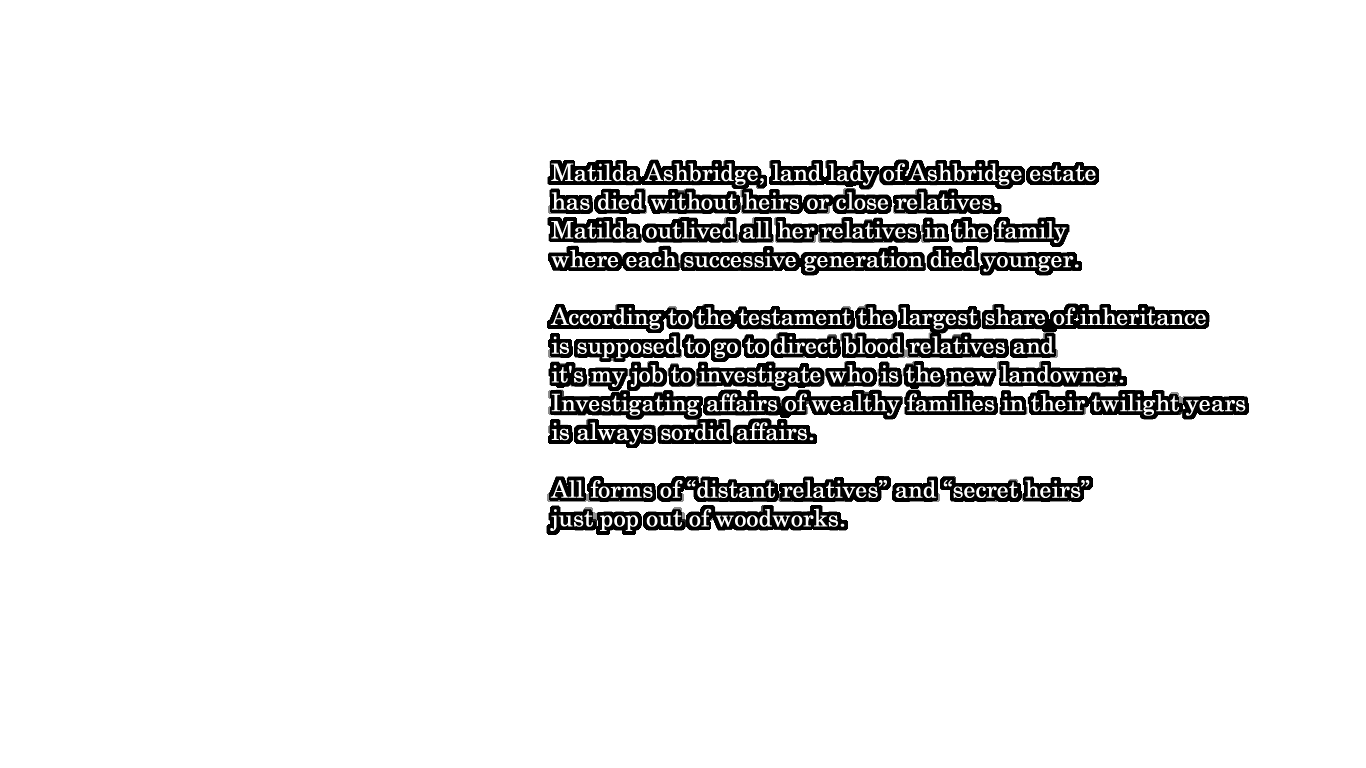 Matilda Ashbridge, land lady of Ashbridge estate
has died without heirs or close relatives.
Matilda outlived all her relatives in the family
where each successive generation died younger.
According to the testament the largest share of inheritance
is supposed to go to direct blood relatives and
it's my job to investigate who is the new landowner.
Investigating affairs of wealthy families in their twilight years
is always sordid affairs.
All forms of “distant relatives” and “secret heirs”
just pop out of woodworks.